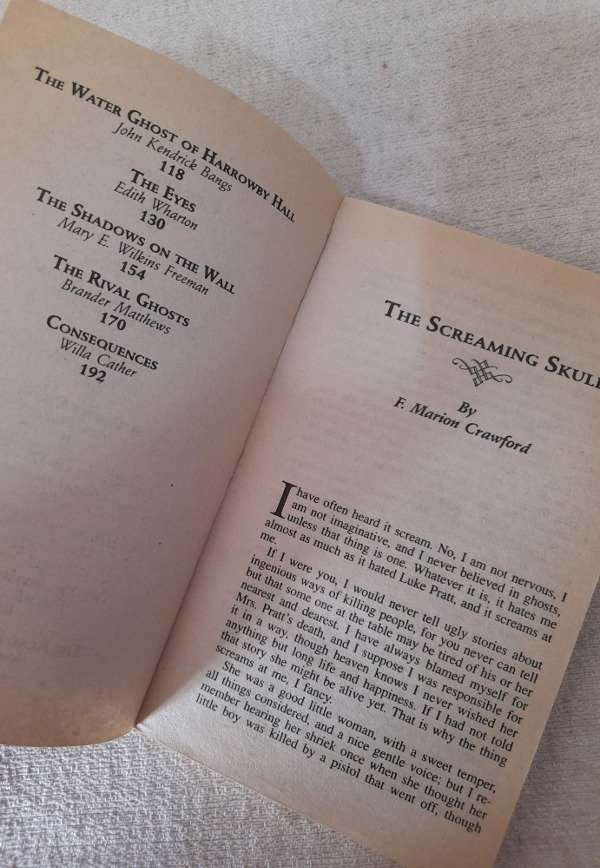 THE WATER GHOST OF HARROWBY HALL
John Kendrick Bangs
118
THE EYES
Edith Wharton
130
THE SHADOWS ON THE WALL
Mary E. Wilkins Freeman
154
THE RIVAL GHOSTS
Brander Matthews
170
CONSEQUENCES
Willa Cather
192
THE SCREAMING SKULL
By
F. Marion Crawford
I have often heard it scream. No, I am not nervous, I
am not imaginative, and I never believed in ghosts,
unless that thing is one. Whatever it is, it hates me
almost as much as it hated Luke Pratt, and it screams at
me.
If I were you, I would never tell ugly stories about
ingenious ways of killing people, for you never can tell
but that some one at the table may be tired of his or her
nearest and dearest. I have always blamed myself for
Mrs. Pratt's death, and I suppose I was responsible for
it in a way, though heaven knows I never wished her
anything but long life and happiness. If I had not told
that story she might be alive yet. That is why the thing
screams at me, I fancy.
She was a good little woman, with a sweet temper,
all things considered, and a nice gentle voice; but I re-
member hearing her shriek once when she thought her
little boy was killed by a pistol that went off, though